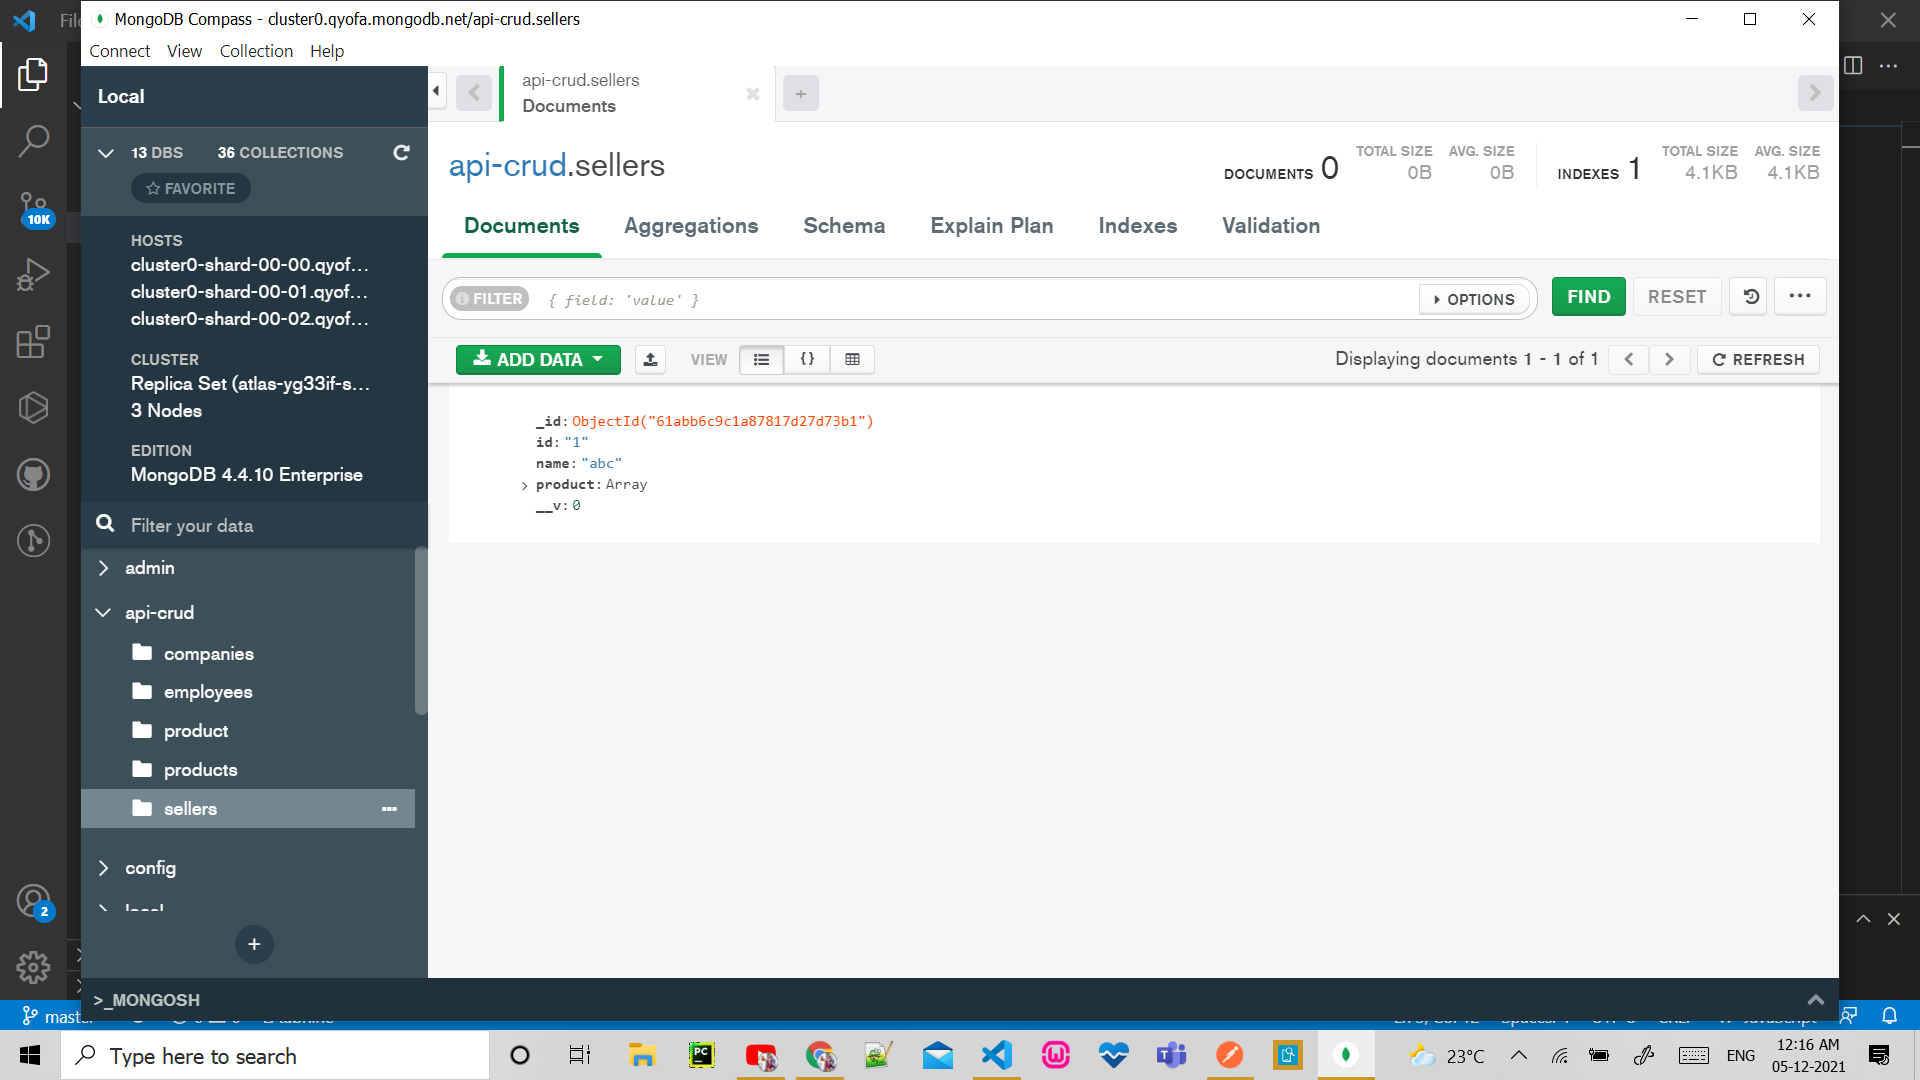 File
MongoDB Compass - cluster0.qyofa.mongodb.net/api-crud.sellers
Connect View Collection Help
Local
api-crud.sellers
Documents
13 DBS 36 COLLECTIONS
FAVORITE
HOSTS
cluster0-shard-00-00.qyof...
cluster0-shard-00-01.qyof...
cluster0-shard-00-02.qyof...
CLUSTER
Replica Set (atlas-yg33if-s...
3 Nodes
EDITION
MongoDB 4.4.10 Enterprise
Filter your data
admin
api-crud
companies
employees
product
products
sellers
config
local
+
api-crud.sellers
DOCUMENTS 0 TOTAL SIZE 0B AVG. SIZE 0B INDEXES 1 TOTAL SIZE 4.1KB AVG. SIZE 4.1KB
Documents Aggregations Schema Explain Plan Indexes Validation
FILTER { field: 'value' } OPTIONS FIND RESET
ADD DATA VIEW Displaying documents 1 - 1 of 1 REFRESH
_id: ObjectId("61abb6c9c1a87817d27d73b1")
id: "1"
name: "abc"
product: Array
__v: 0
>_MONGOSH
10K
2
master
Type here to search
23°C ENG 12:16 AM
05-12-2021